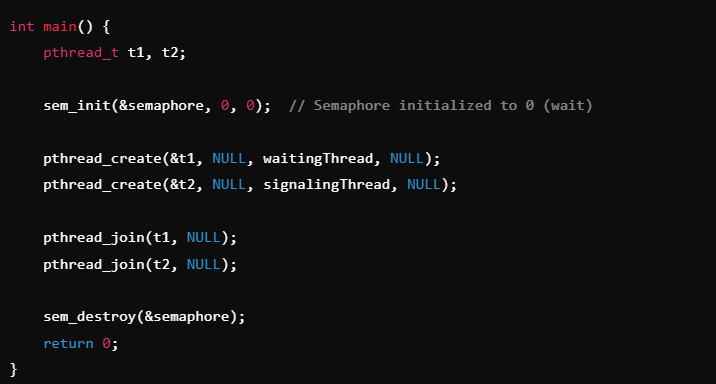 int main() {
    pthread_t t1, t2;

    sem_init(&semaphore, 0, 0);  // Semaphore initialized to 0 (wait)

    pthread_create(&t1, NULL, waitingThread, NULL);
    pthread_create(&t2, NULL, signalingThread, NULL);

    pthread_join(t1, NULL);
    pthread_join(t2, NULL);

    sem_destroy(&semaphore);
    return 0;
}